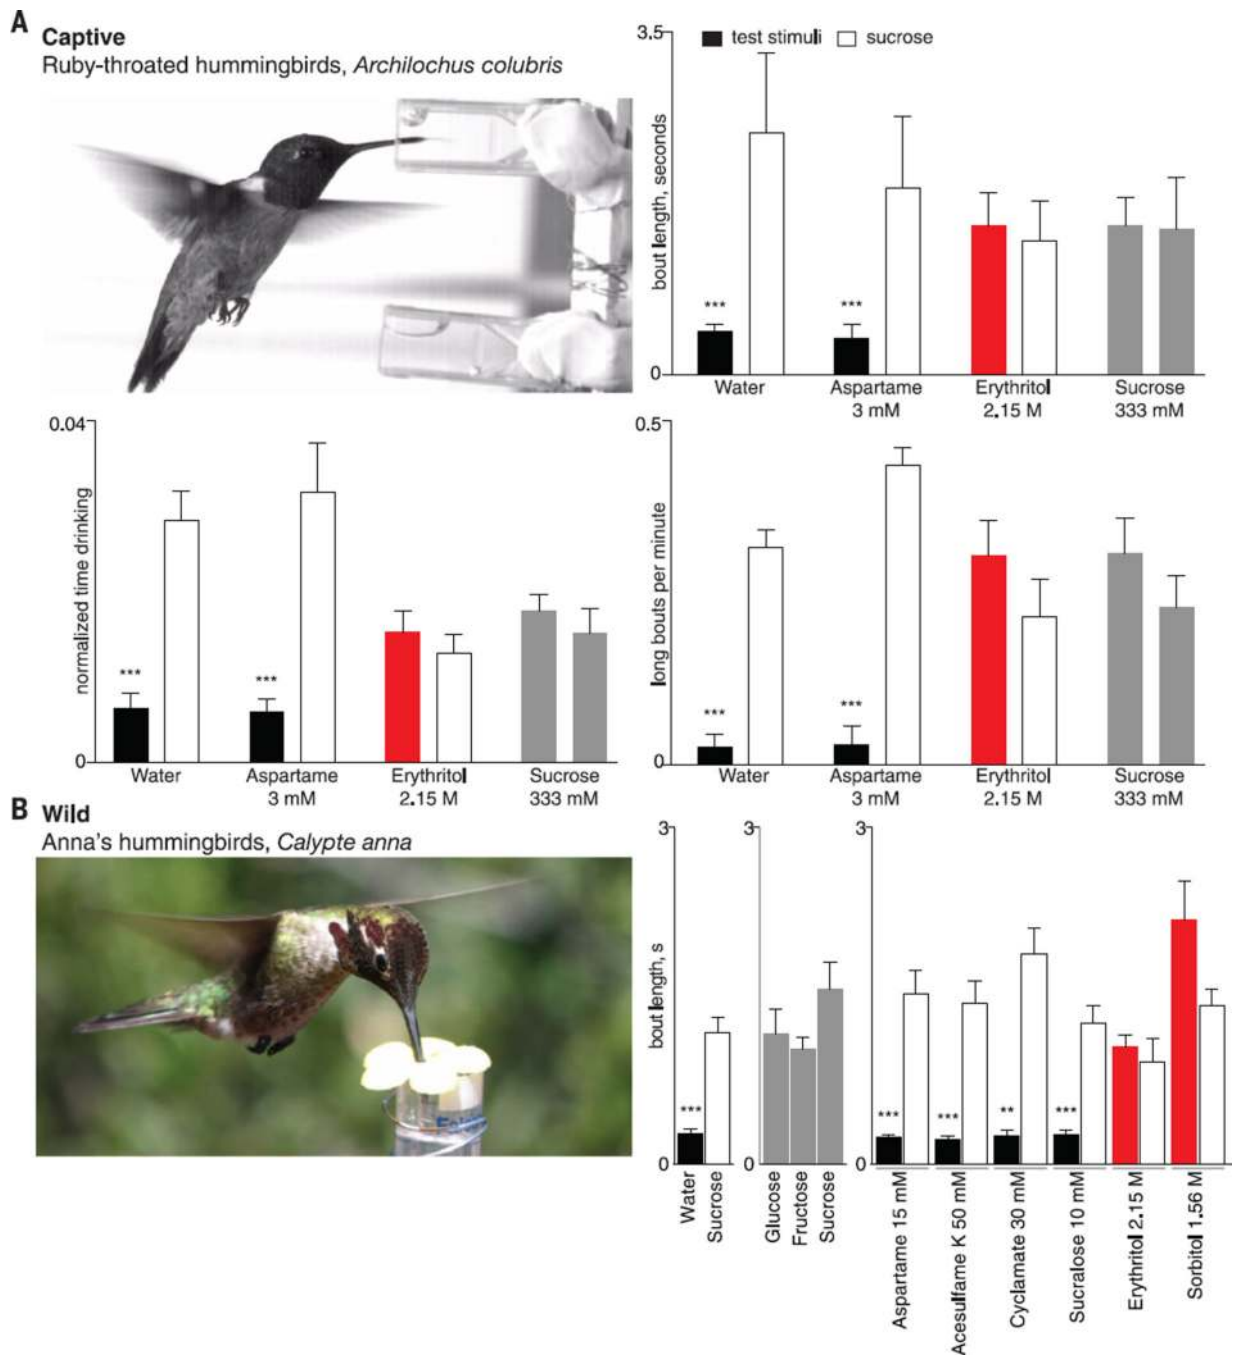 A
Captive
Ruby-throated hummingbirds, Archilochus colubris
test stimuli
sucrose
3.5
bout length, seconds
0
***
***
Water
Aspartame
3 mM
Erythritol
2.15 M
Sucrose
333 mM
0.04
normalized time drinking
0
***
***
Water
Aspartame
3 mM
Erythritol
2.15 M
Sucrose
333 mM
0.5
long bouts per minute
0
***
***
Water
Aspartame
3 mM
Erythritol
2.15 M
Sucrose
333 mM
B
Wild
Anna's hummingbirds, Calypte anna
3
bout length, s
0
***
Water
Sucrose
3
0
Glucose
Fructose
Sucrose
3
0
***
***
**
***
Aspartame 15 mM
Acesulfame K 50 mM
Cyclamate 30 mM
Sucralose 10 mM
Erythritol 2.15 M
Sorbitol 1.56 M